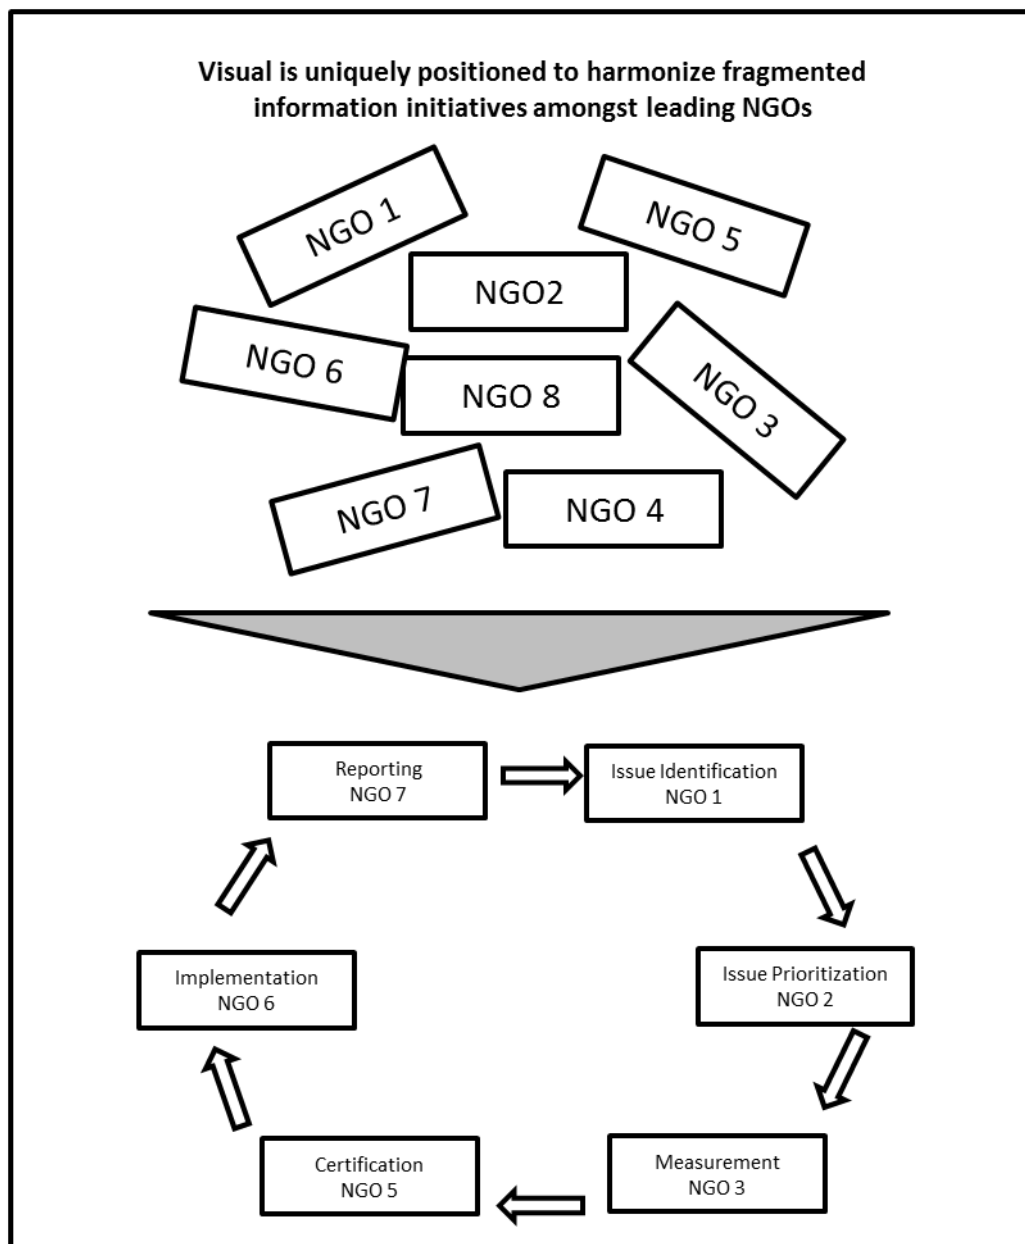 Visual is uniquely positioned to harmonize fragmented
information initiatives amongst leading NGOs
NGO 1
NGO 5
NGO2
NGO 6
NGO 8
NGO 3
NGO 7
NGO 4
Reporting
NGO 7
Issue Identification
NGO 1
Implementation
NGO 6
Issue Prioritization
NGO 2
Certification
NGO 5
Measurement
NGO 3